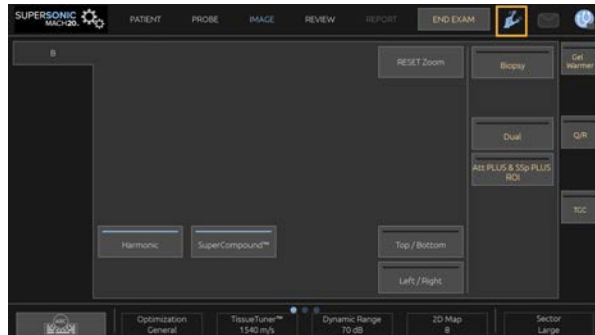 SUPERSONIC
MACH20.
PATIENT
PROBE
IMAGE
REVIEW
REPORT
END EXAM
B
RESET Zoom
Biopsy
Gel
Warmer
Dual
Q/R
Att PLUS & SSp PLUS
ROI
TGC
Harmonic
SuperCompound™
Top / Bottom
Left / Right
AEC
Optimization
General
TissueTuner™
1540 m/s
Dynamic Range
70 dB
2D Map
8
Sector
Large